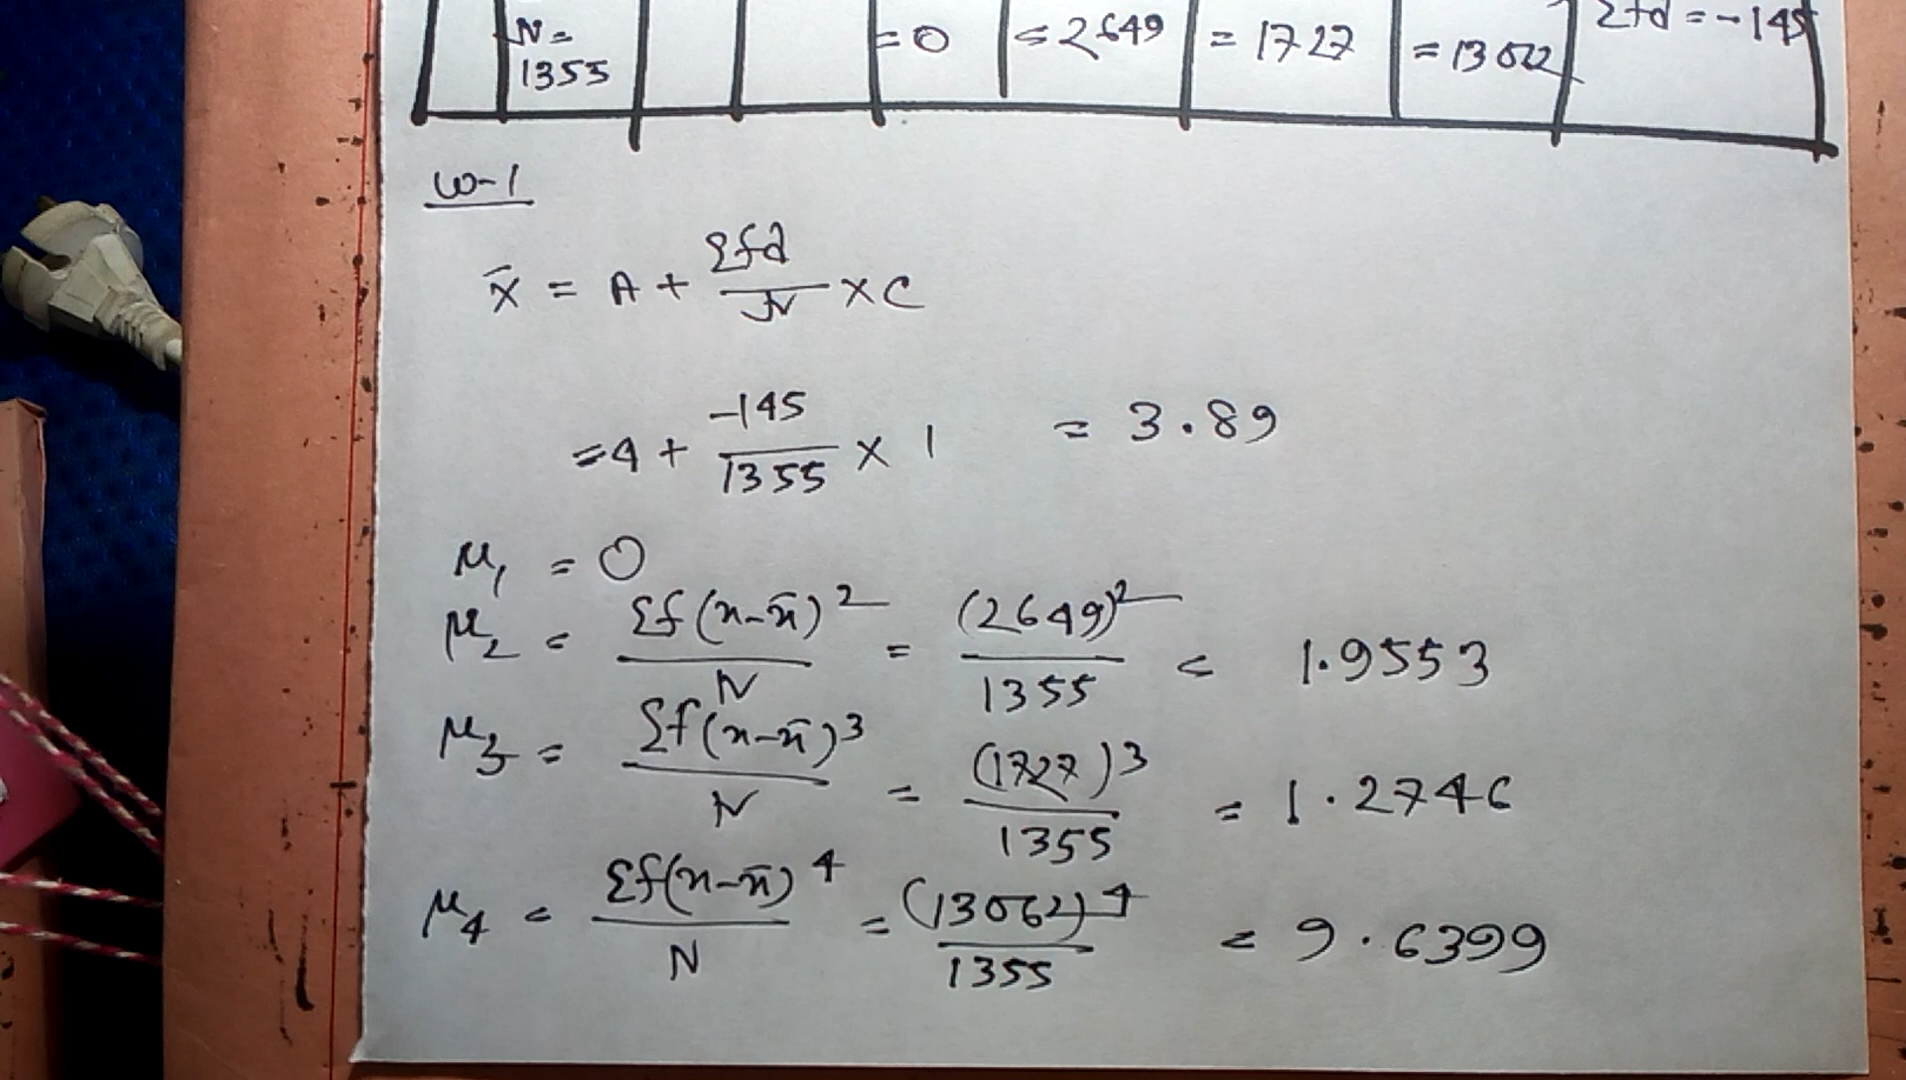 N= 1355 =0 =2649 =1727 =13062 Σfd = -145
w-1
x̄ = A + Σfd/N × C
=4 + -145/1355 × 1 = 3.89
μ₁ = 0
μ₂ = Σf(x-x̄)²/N = (2649)²/1355 = 1.9553
μ₃ = Σf(x-x̄)³/N = (1727)³/1355 = 1.2746
μ₄ = Σf(x-x̄)⁴/N = (13062)⁴/1355 = 9.6399